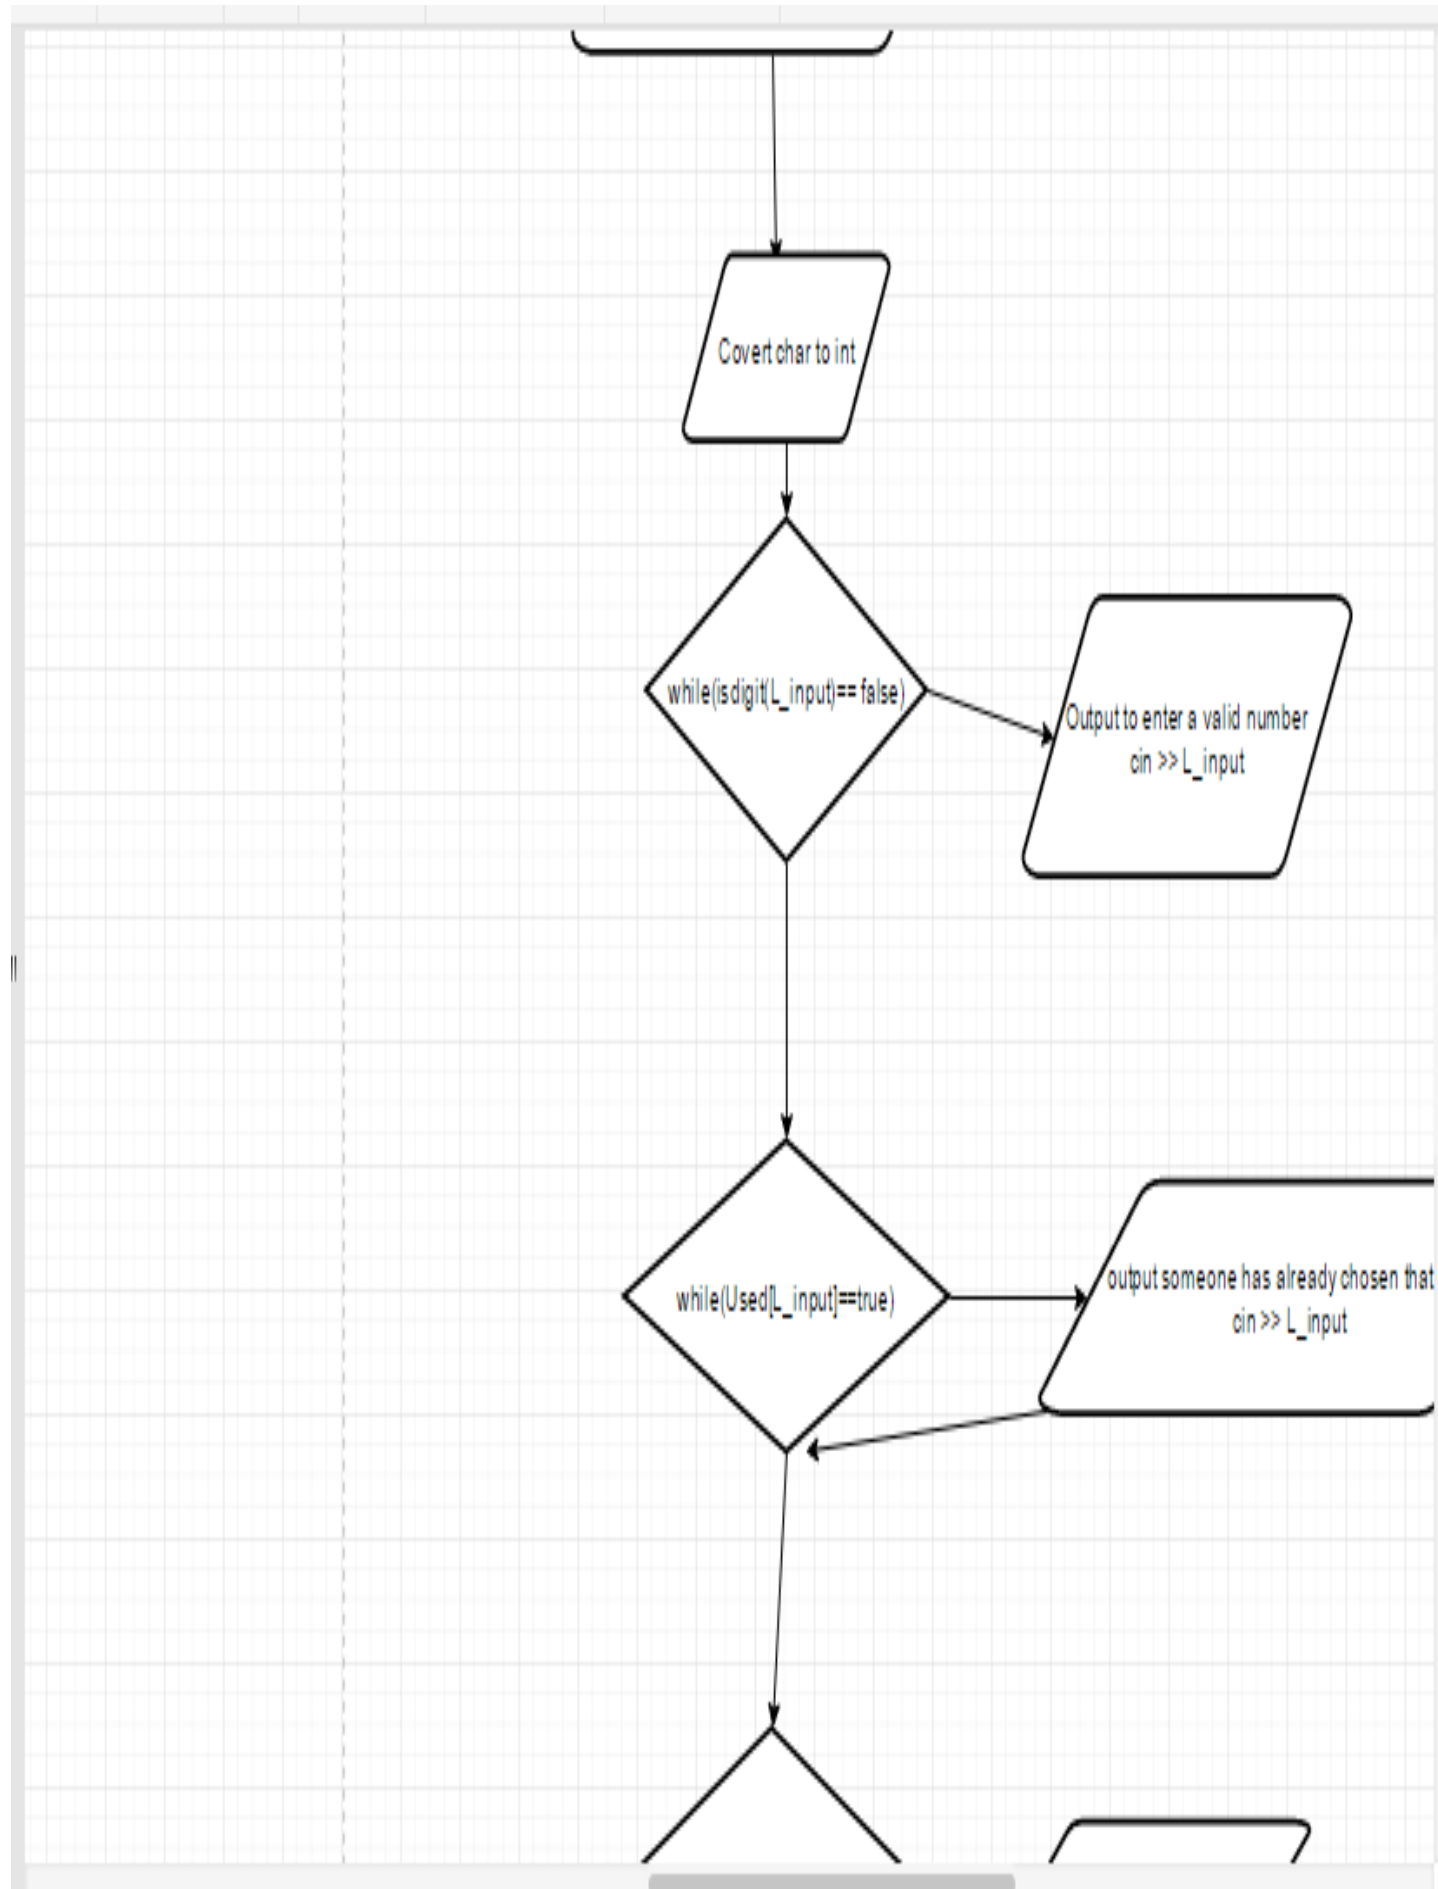 Covert char to int
while(isdigit(L_input)== false)
Output to enter a valid number
cin >> L_input
while(Used[L_input]==true)
output someone has already chosen that
cin >> L_input